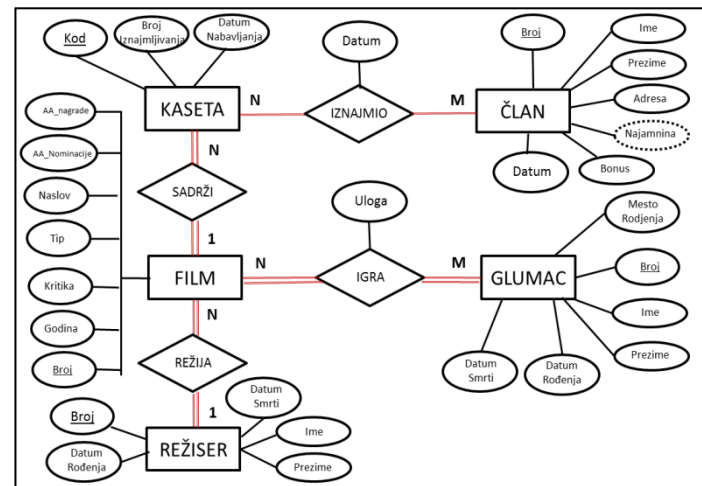 Kod
Broj
Iznajmljivanja
Datum
Nabavljanja
Datum
Broj
Ime
Prezime
Adresa
Najamnina
Bonus
Datum
KASETA
N
IZNAJMIO
M
ČLAN
AA_nagrade
AA_Nominacije
Naslov
Tip
Kritika
Godina
Broj
N
SADRŽI
1
Uloga
FILM
N
IGRA
M
GLUMAC
Mesto
Rodjenja
Broj
Ime
Prezime
Datum
Smrti
Datum
Rođenja
N
REŽIJA
1
Broj
Datum
Rođenja
REŽISER
Datum
Smrti
Ime
Prezime